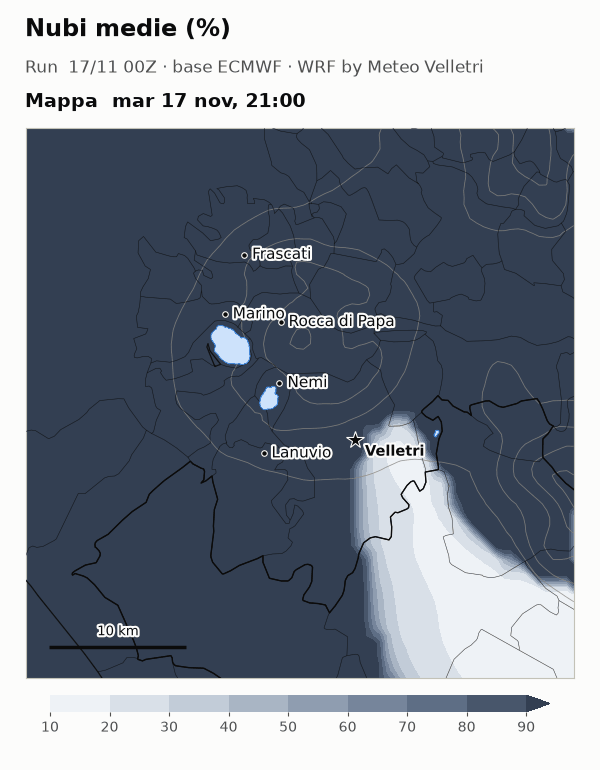 Nubi medie (%)
Run  17/11 00Z · base ECMWF · WRF by Meteo Velletri
Mappa  mar 17 nov, 21:00
Frascati
Marino
Rocca di Papa
Nemi
Velletri
Lanuvio
10 km
10 20 30 40 50 60 70 80 90